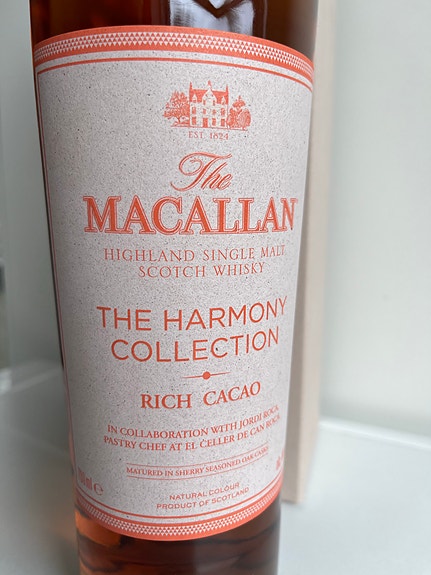 EST. 1824
The
MACALLAN
HIGHLAND SINGLE MALT
SCOTCH WHISKY
THE HARMONY
COLLECTION
RICH CACAO
IN COLLABORATION WITH JORDI ROCA,
PASTRY CHEF AT EL CELLER DE CAN ROCA
MATURED IN SHERRY SEASONED OAK CASKS
NATURAL COLOUR
PRODUCT OF SCOTLAND